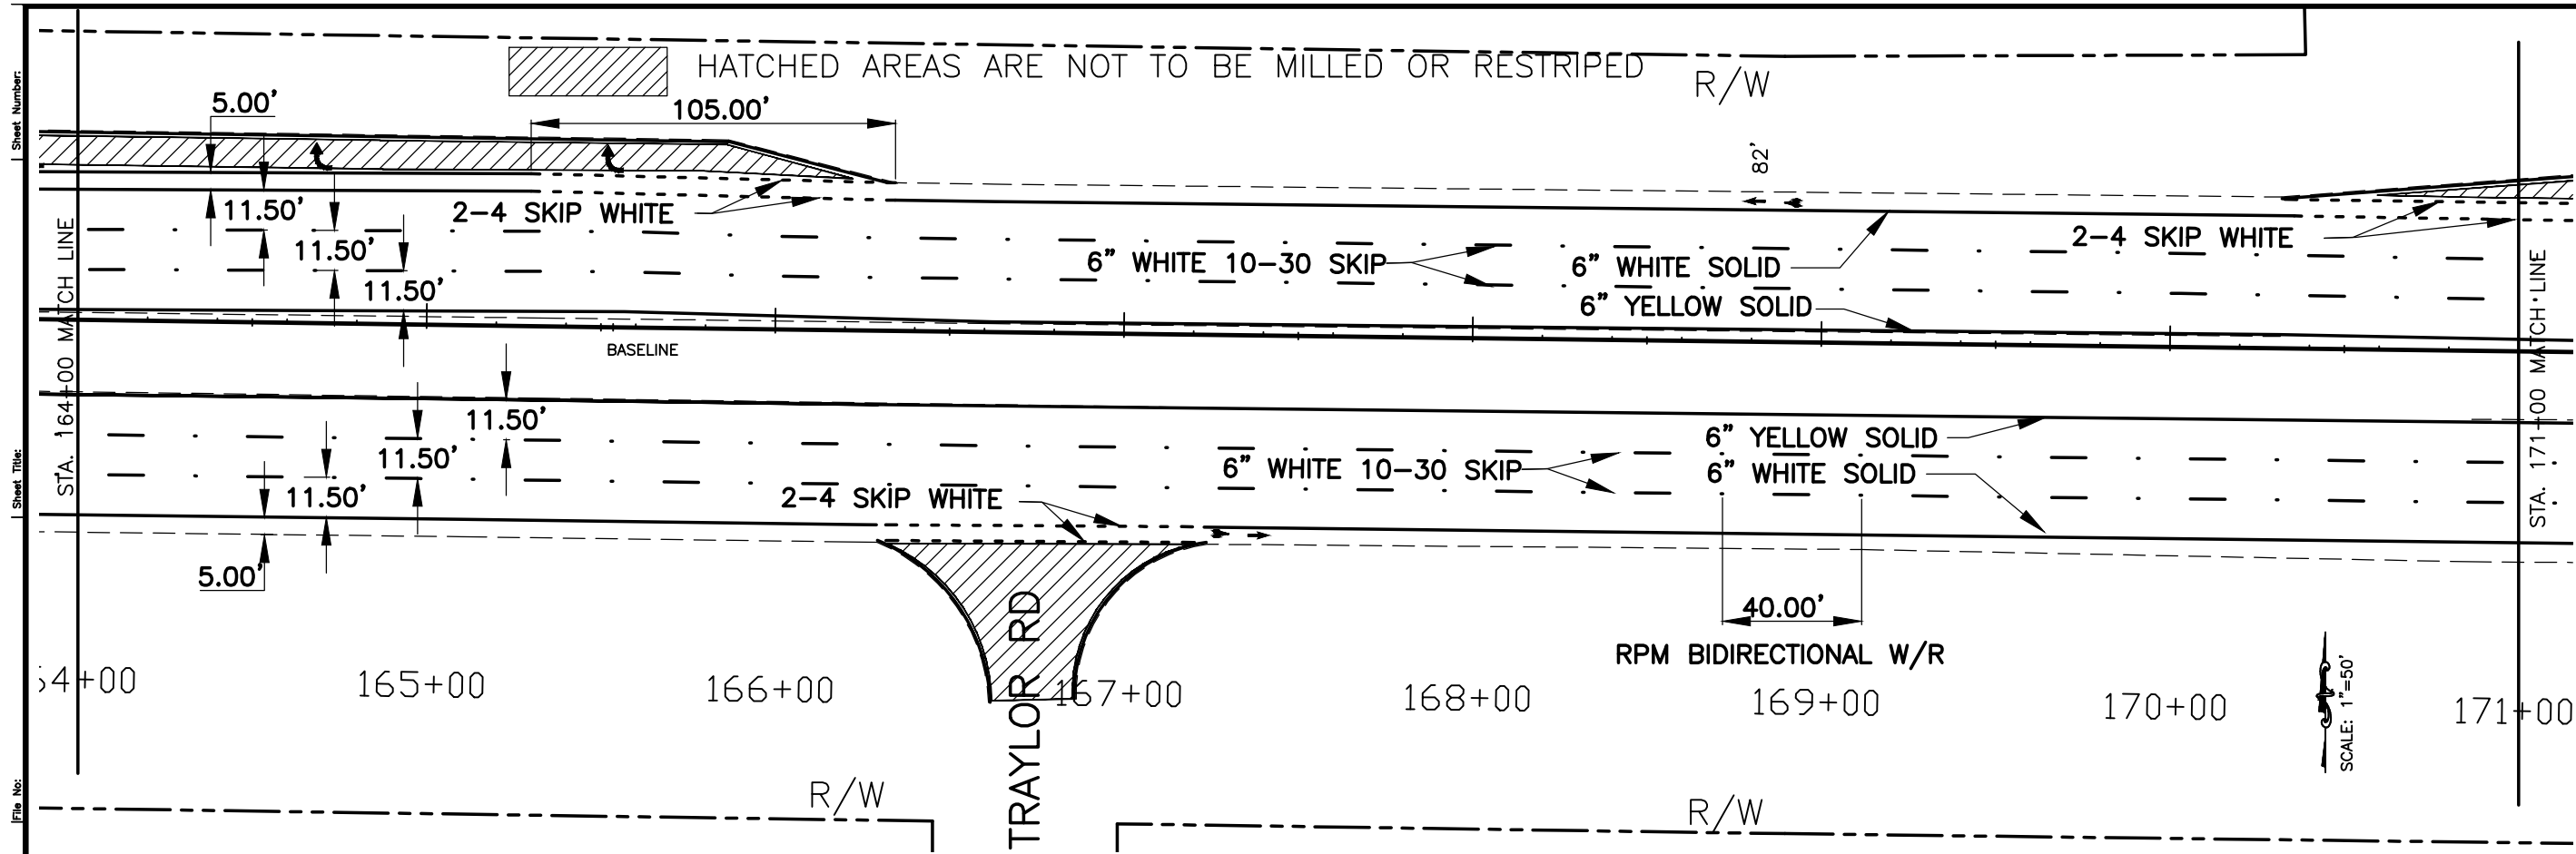 Sheet Number:
HATCHED AREAS ARE NOT TO BE MILLED OR RESTRIPED
R/W
5.00'
105.00'
82'
11.50'
2-4 SKIP WHITE
11.50'
11.50'
6" WHITE 10-30 SKIP
6" WHITE SOLID
6" YELLOW SOLID
2-4 SKIP WHITE
STA. 164+00 MATCH LINE
STA. 171+00 MATCH LINE
BASELINE
Sheet Title:
11.50'
11.50'
11.50'
2-4 SKIP WHITE
6" WHITE 10-30 SKIP
6" YELLOW SOLID
6" WHITE SOLID
5.00'
40.00'
RPM BIDIRECTIONAL W/R
TRAYLOR RD
54+00
165+00
166+00
167+00
168+00
169+00
170+00
171+00
SCALE: 1"=50'
R/W
R/W
File No: